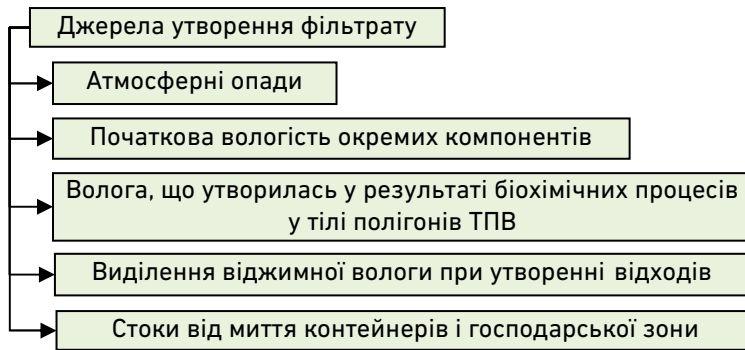 Джерела утворення фільтрату
Атмосферні опади
Початкова вологість окремих компонентів
Волога, що утворилась у результаті біохімічних процесів
у тілі полігонів ТПВ
Виділення віджимної вологи при утворенні відходів
Стоки від миття контейнерів і господарської зони